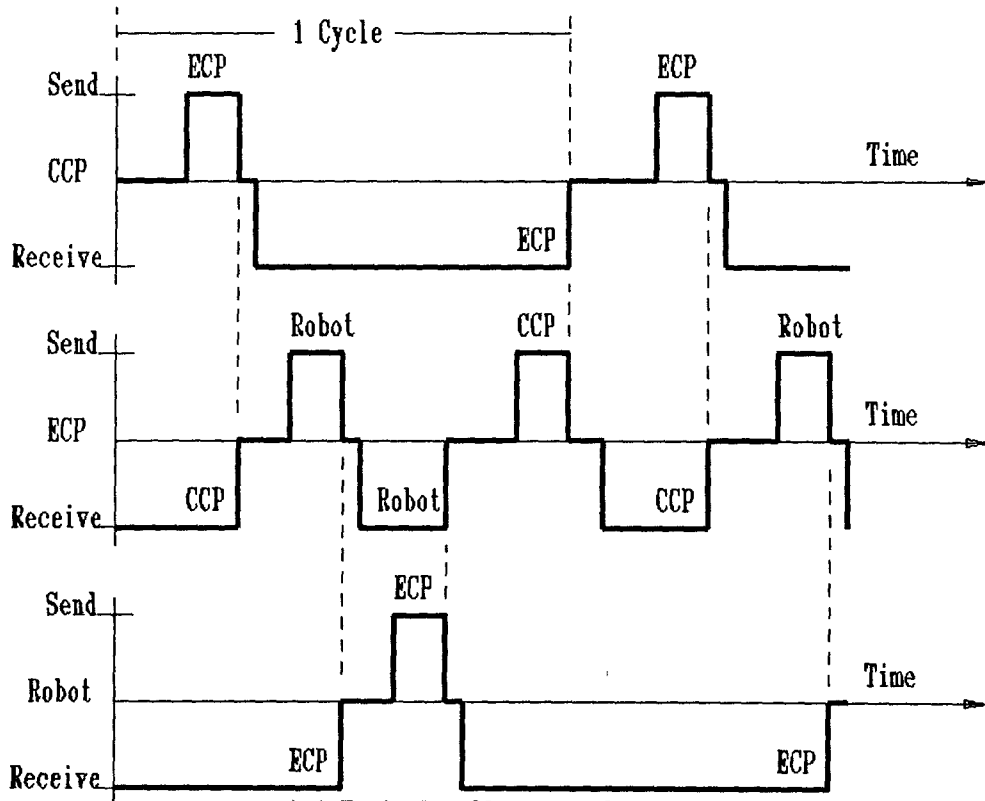 1 Cycle
ECP
ECP
Send
Time
CCP
ECP
Receive
Robot
CCP
Robot
Send
Time
ECP
CCP
Robot
CCP
Receive
ECP
Send
Time
Robot
ECP
ECP
Receive